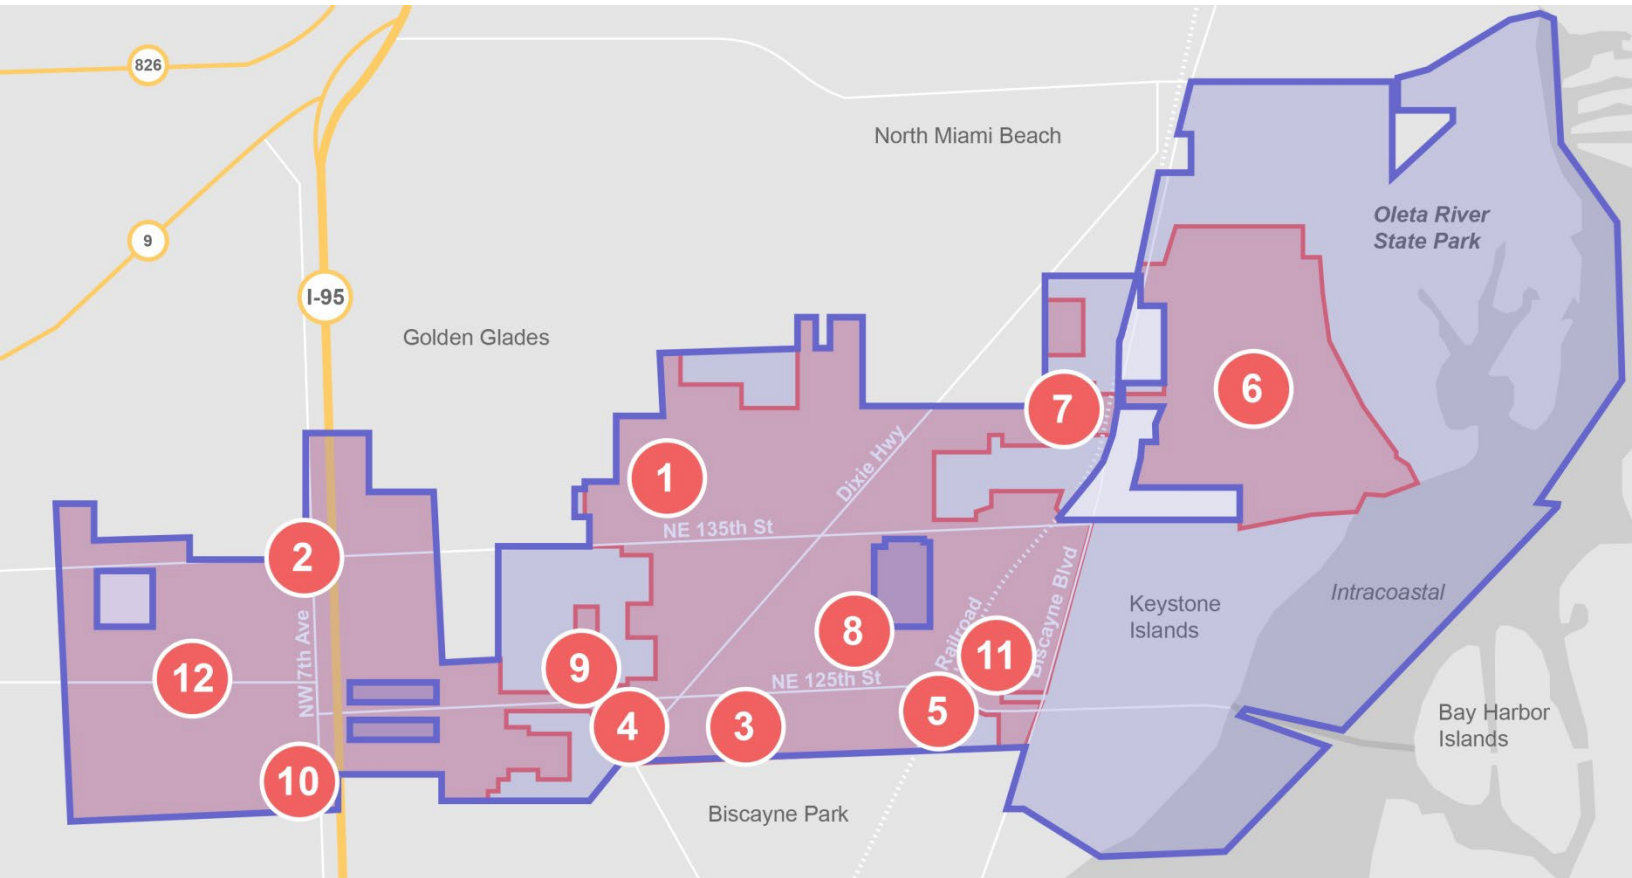 826
North Miami Beach
Oleta River
State Park
9
I-95
Golden Glades
6
7
Dixie Hwy
1
NE 135th St
2
Biscayne Blvd
Intracoastal
Keystone
Islands
8
Railroad
11
NW 7th Ave
9
12
NE 125th St
5
4
3
Bay Harbor
Islands
10
Biscayne Park